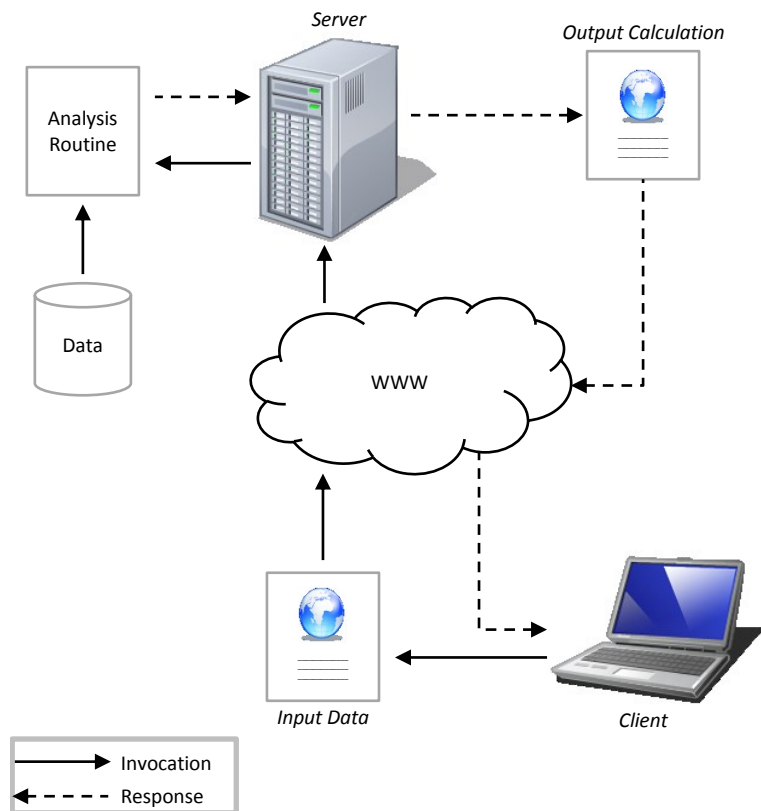 Server
Output Calculation
Analysis
Routine
Data
WWW
Input Data
Client
Invocation
Response